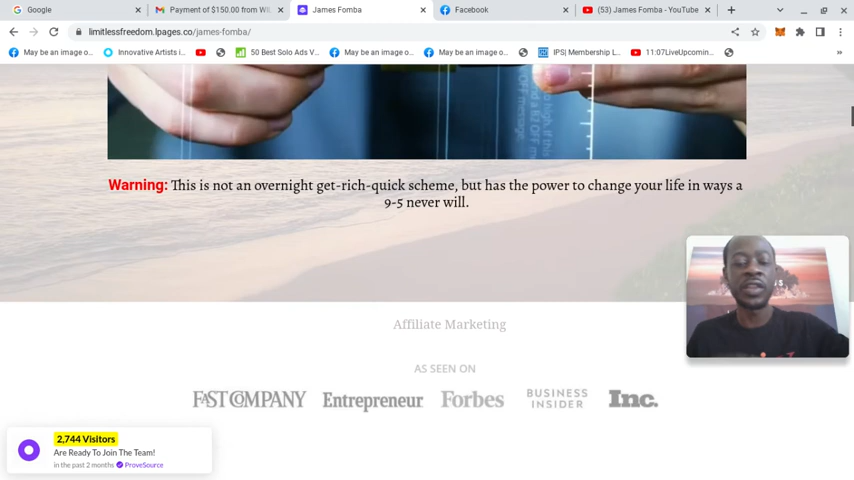 Google
Payment of $150.00 from WIL
James Fomba
Facebook
(53) James Fomba - YouTube
limitlessfreedom.lpages.co/james-fomba/
May be an image o...
Innovative Artists i...
50 Best Solo Ads V...
May be an image o...
May be an image o...
IPS| Membership L...
11:07LiveUpcomin...
»
Warning: This is not an overnight get-rich-quick scheme, but has the power to change your life in ways a
9-5 never will.
Affiliate Marketing
AS SEEN ON
FAST COMPANY
Entrepreneur
Forbes
BUSINESS
INSIDER
Inc.
2,744 Visitors
Are Ready To Join The Team!
in the past 2 months ProveSource